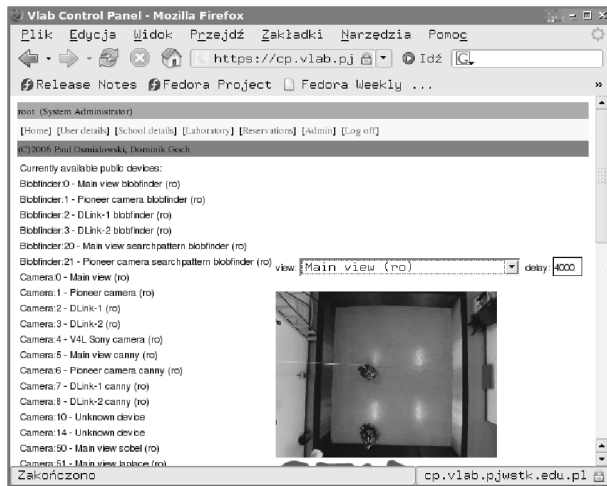 Vlab Control Panel - Mozilla Firefox
Plik Edycja Widok Przejdź Zakładki Narzędzia Pomoc
https://cp.vlab.pj Idź G
Release Notes Fedora Project Fedora Weekly ... »
root (System Administrator)
[Home] [User details] [School details] [Laboratory] [Reservations] [Admin] [Log off]
(C)2006 Paul Osmialowski, Dominik Goch
Currently available public devices:
Blobfinder:0 - Main view blobfinder (ro)
Blobfinder:1 - Pioneer camera blobfinder (ro)
Blobfinder:2 - DLink-1 blobfinder (ro)
Blobfinder:3 - DLink-2 blobfinder (ro)
Blobfinder:20 - Main view searchpattern blobfinder (ro)
Blobfinder:21 - Pioneer camera searchpattern blobfinder (ro) view: Main view (ro) delay: 4000
Camera:0 - Main view (ro)
Camera:1 - Pioneer camera (ro)
Camera:2 - DLink-1 (ro)
Camera:3 - DLink-2 (ro)
Camera:4 - V4L Sony camera (ro)
Camera:5 - Main view canny (ro)
Camera:6 - Pioneer camera canny (ro)
Camera:7 - DLink-1 canny (ro)
Camera:8 - DLink-2 canny (ro)
Camera:10 - Unknown device
Camera:14 - Unknown device
Camera:50 - Main view sobel (ro)
Camera:51 - Main view laplace (ro)
Zakończono cp.vlab.pjwstk.edu.pl